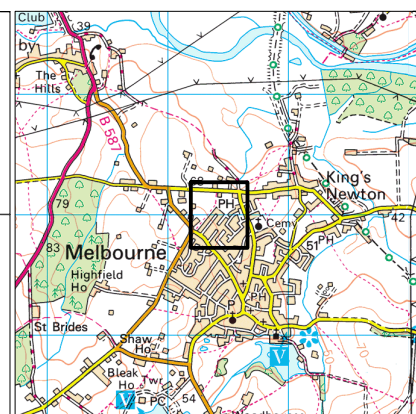 Club
39
by
The
Hills
B 587
68
PH
King's
Newton
79
Cemy
42
83
Melbourne
51
PH
Highfield
Ho
PH
St Brides
P
Shaw
Ho
V
Bleak
Ho
Twr
PC
54
V